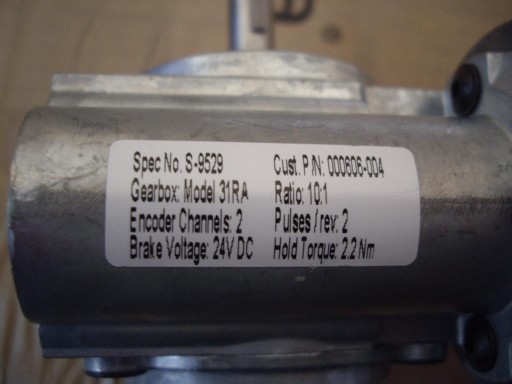 Spec No. S-9529 Cust. P/N: 000606-004
Gearbox: Model 31RA Ratio: 10:1
Encoder Channels: 2 Pulses / rev: 2
Brake Voltage: 24V DC Hold Torque: 2.2 Nm